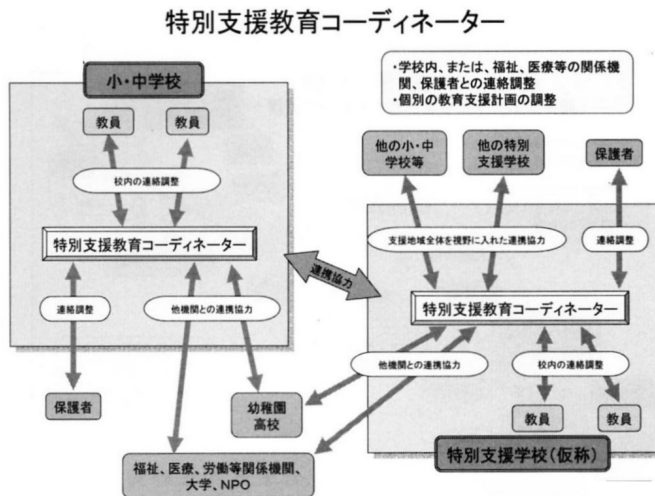 特別支援教育コーディネーター
小・中学校
・学校内、または、福祉、医療等の関係機
関、保護者との連絡調整
・個別の教育支援計画の調整
教員
教員
他の小・中
学校等
他の特別
支援学校
保護者
校内の連絡調整
特別支援教育コーディネーター
支援地域全体を視野に入れた連携協力
連絡調整
連携協力
連絡調整
他機関との連携協力
特別支援教育コーディネーター
他機関との連携協力
校内の連絡調整
保護者
幼稚園
高校
教員
教員
福祉、医療、労働等関係機関、
大学、NPO
特別支援学校(仮称)